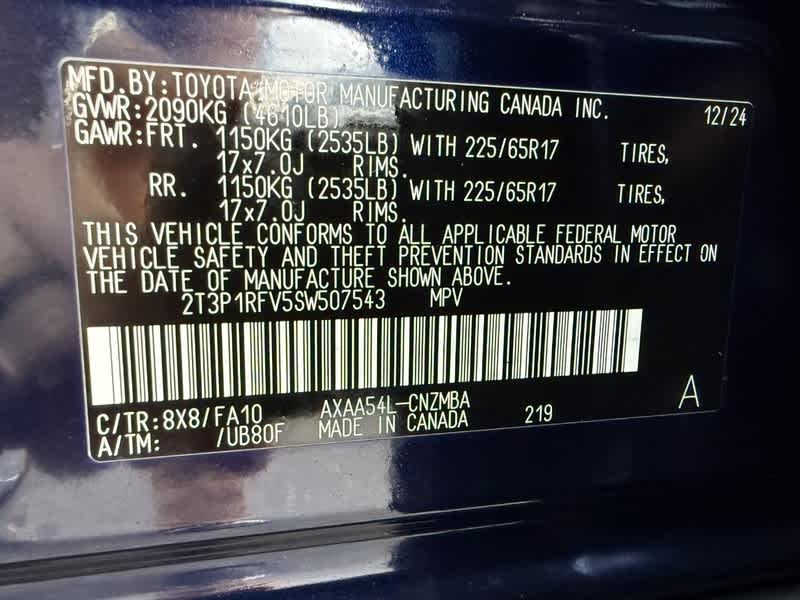 MFD.BY:TOYOTA MOTOR MANUFACTURING CANADA INC. 12/24
GVWR:2090KG (4610LB)
GAWR:FRT. 1150KG (2535LB) WITH 225/65R17 TIRES,
17x7.0J RIMS.
RR. 1150KG (2535LB) WITH 225/65R17 TIRES,
17x7.0J RIMS.
THIS VEHICLE CONFORMS TO ALL APPLICABLE FEDERAL MOTOR
VEHICLE SAFETY AND THEFT PREVENTION STANDARDS IN EFFECT ON
THE DATE OF MANUFACTURE SHOWN ABOVE.
2T3P1RFV5SW507543 MPV
C/TR:8X8/FA10 AXAA54L-CNZMBA 219 A
A/TM: /UB80F MADE IN CANADA